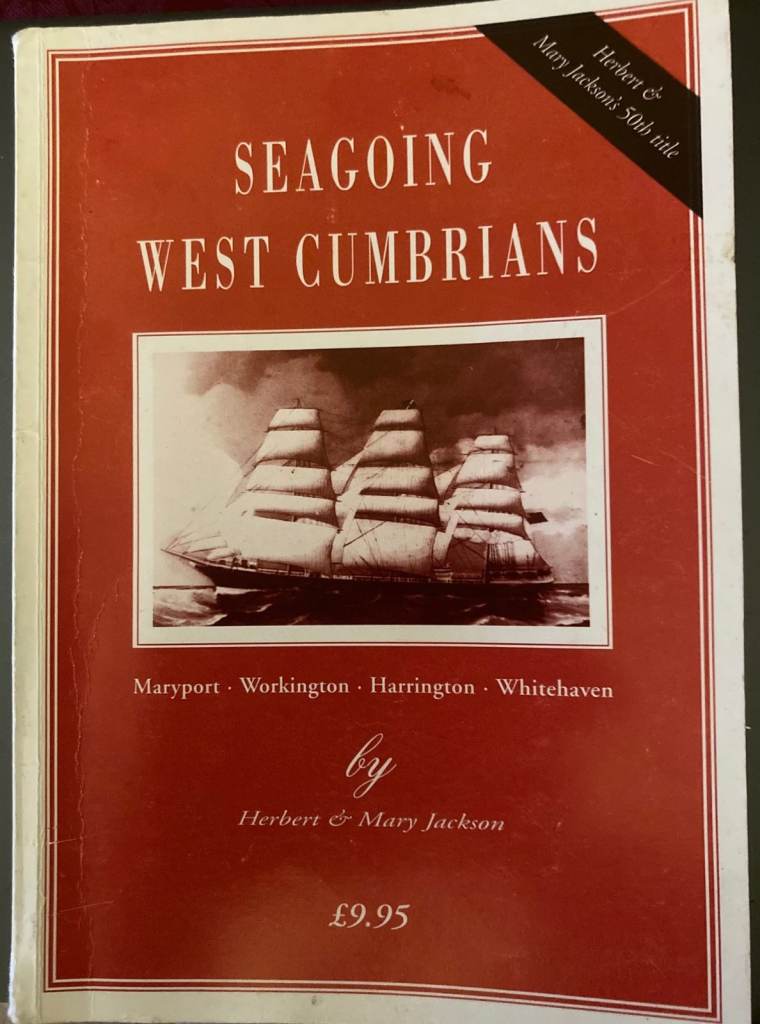 Herbert &
Mary Jackson's 50th title
SEAGOING
WEST CUMBRIANS
Maryport · Workington · Harrington · Whitehaven
by
Herbert & Mary Jackson
£9.95